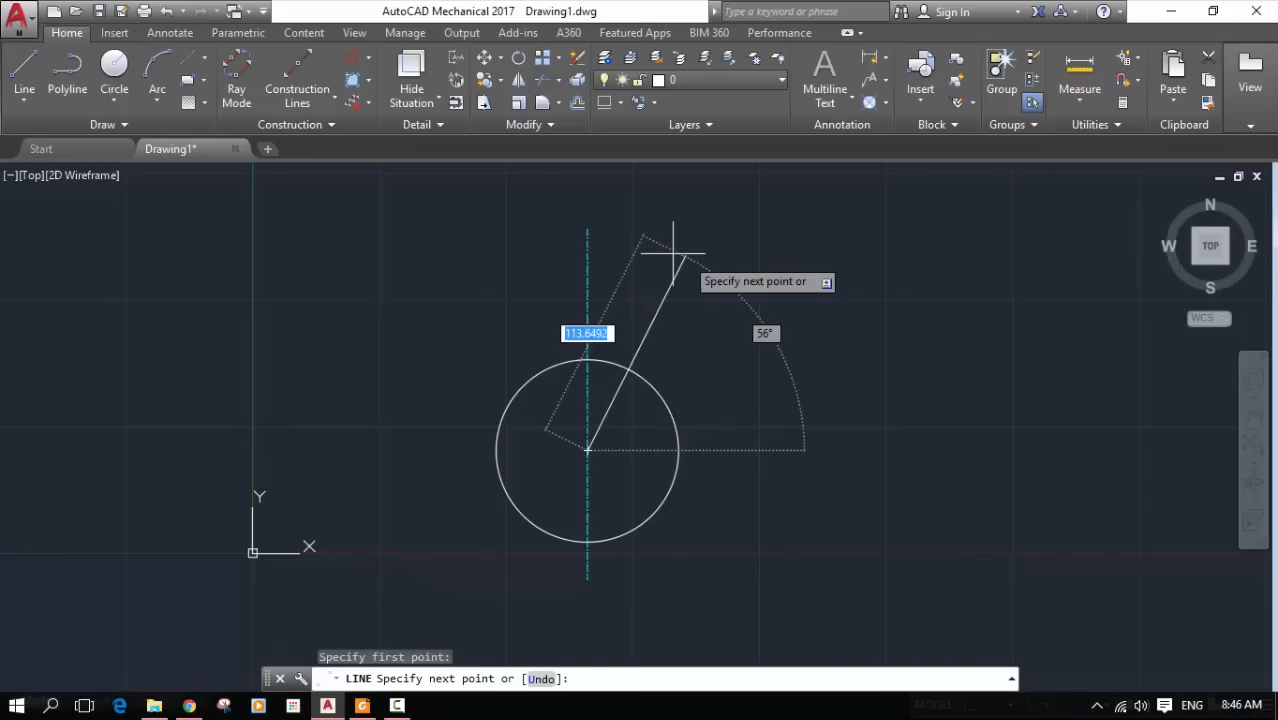 AutoCAD Mechanical 2017 Drawing1.dwg
Type a keyword or phrase
Sign In
M
Home Insert Annotate Parametric Content View Manage Output Add-ins A360 Featured Apps BIM 360 Performance
0
Line Polyline Circle Arc Ray Mode Construction Lines Hide Situation Multiline Text Insert Group Measure Paste View
Draw Construction Detail Modify Layers Annotation Block Groups Utilities Clipboard
Start Drawing1*
[−][Top][2D Wireframe]
N
W TOP E
S
WCS
Specify next point or
113.6492 56°
Y
X
Specify first point:
LINE Specify next point or [Undo]:
MODEL
ENG 8:46 AM